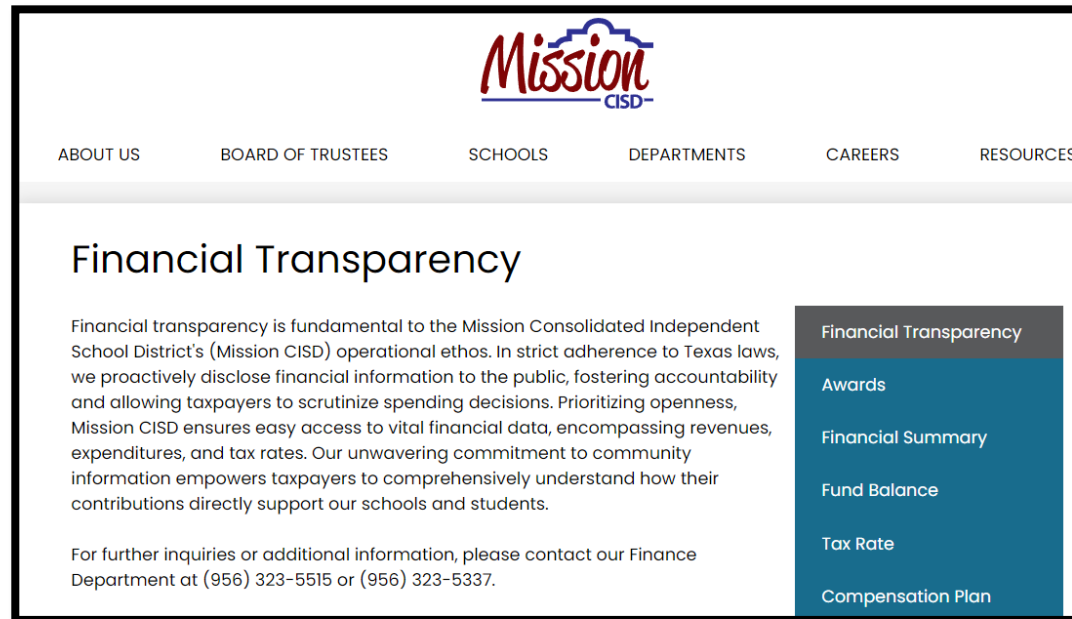 Mission
CISD
ABOUT US BOARD OF TRUSTEES SCHOOLS DEPARTMENTS CAREERS RESOURCES
Financial Transparency
Financial transparency is fundamental to the Mission Consolidated Independent
School District's (Mission CISD) operational ethos. In strict adherence to Texas laws,
we proactively disclose financial information to the public, fostering accountability
and allowing taxpayers to scrutinize spending decisions. Prioritizing openness,
Mission CISD ensures easy access to vital financial data, encompassing revenues,
expenditures, and tax rates. Our unwavering commitment to community
information empowers taxpayers to comprehensively understand how their
contributions directly support our schools and students.
For further inquiries or additional information, please contact our Finance
Department at (956) 323-5515 or (956) 323-5337.
Financial Transparency
Awards
Financial Summary
Fund Balance
Tax Rate
Compensation Plan